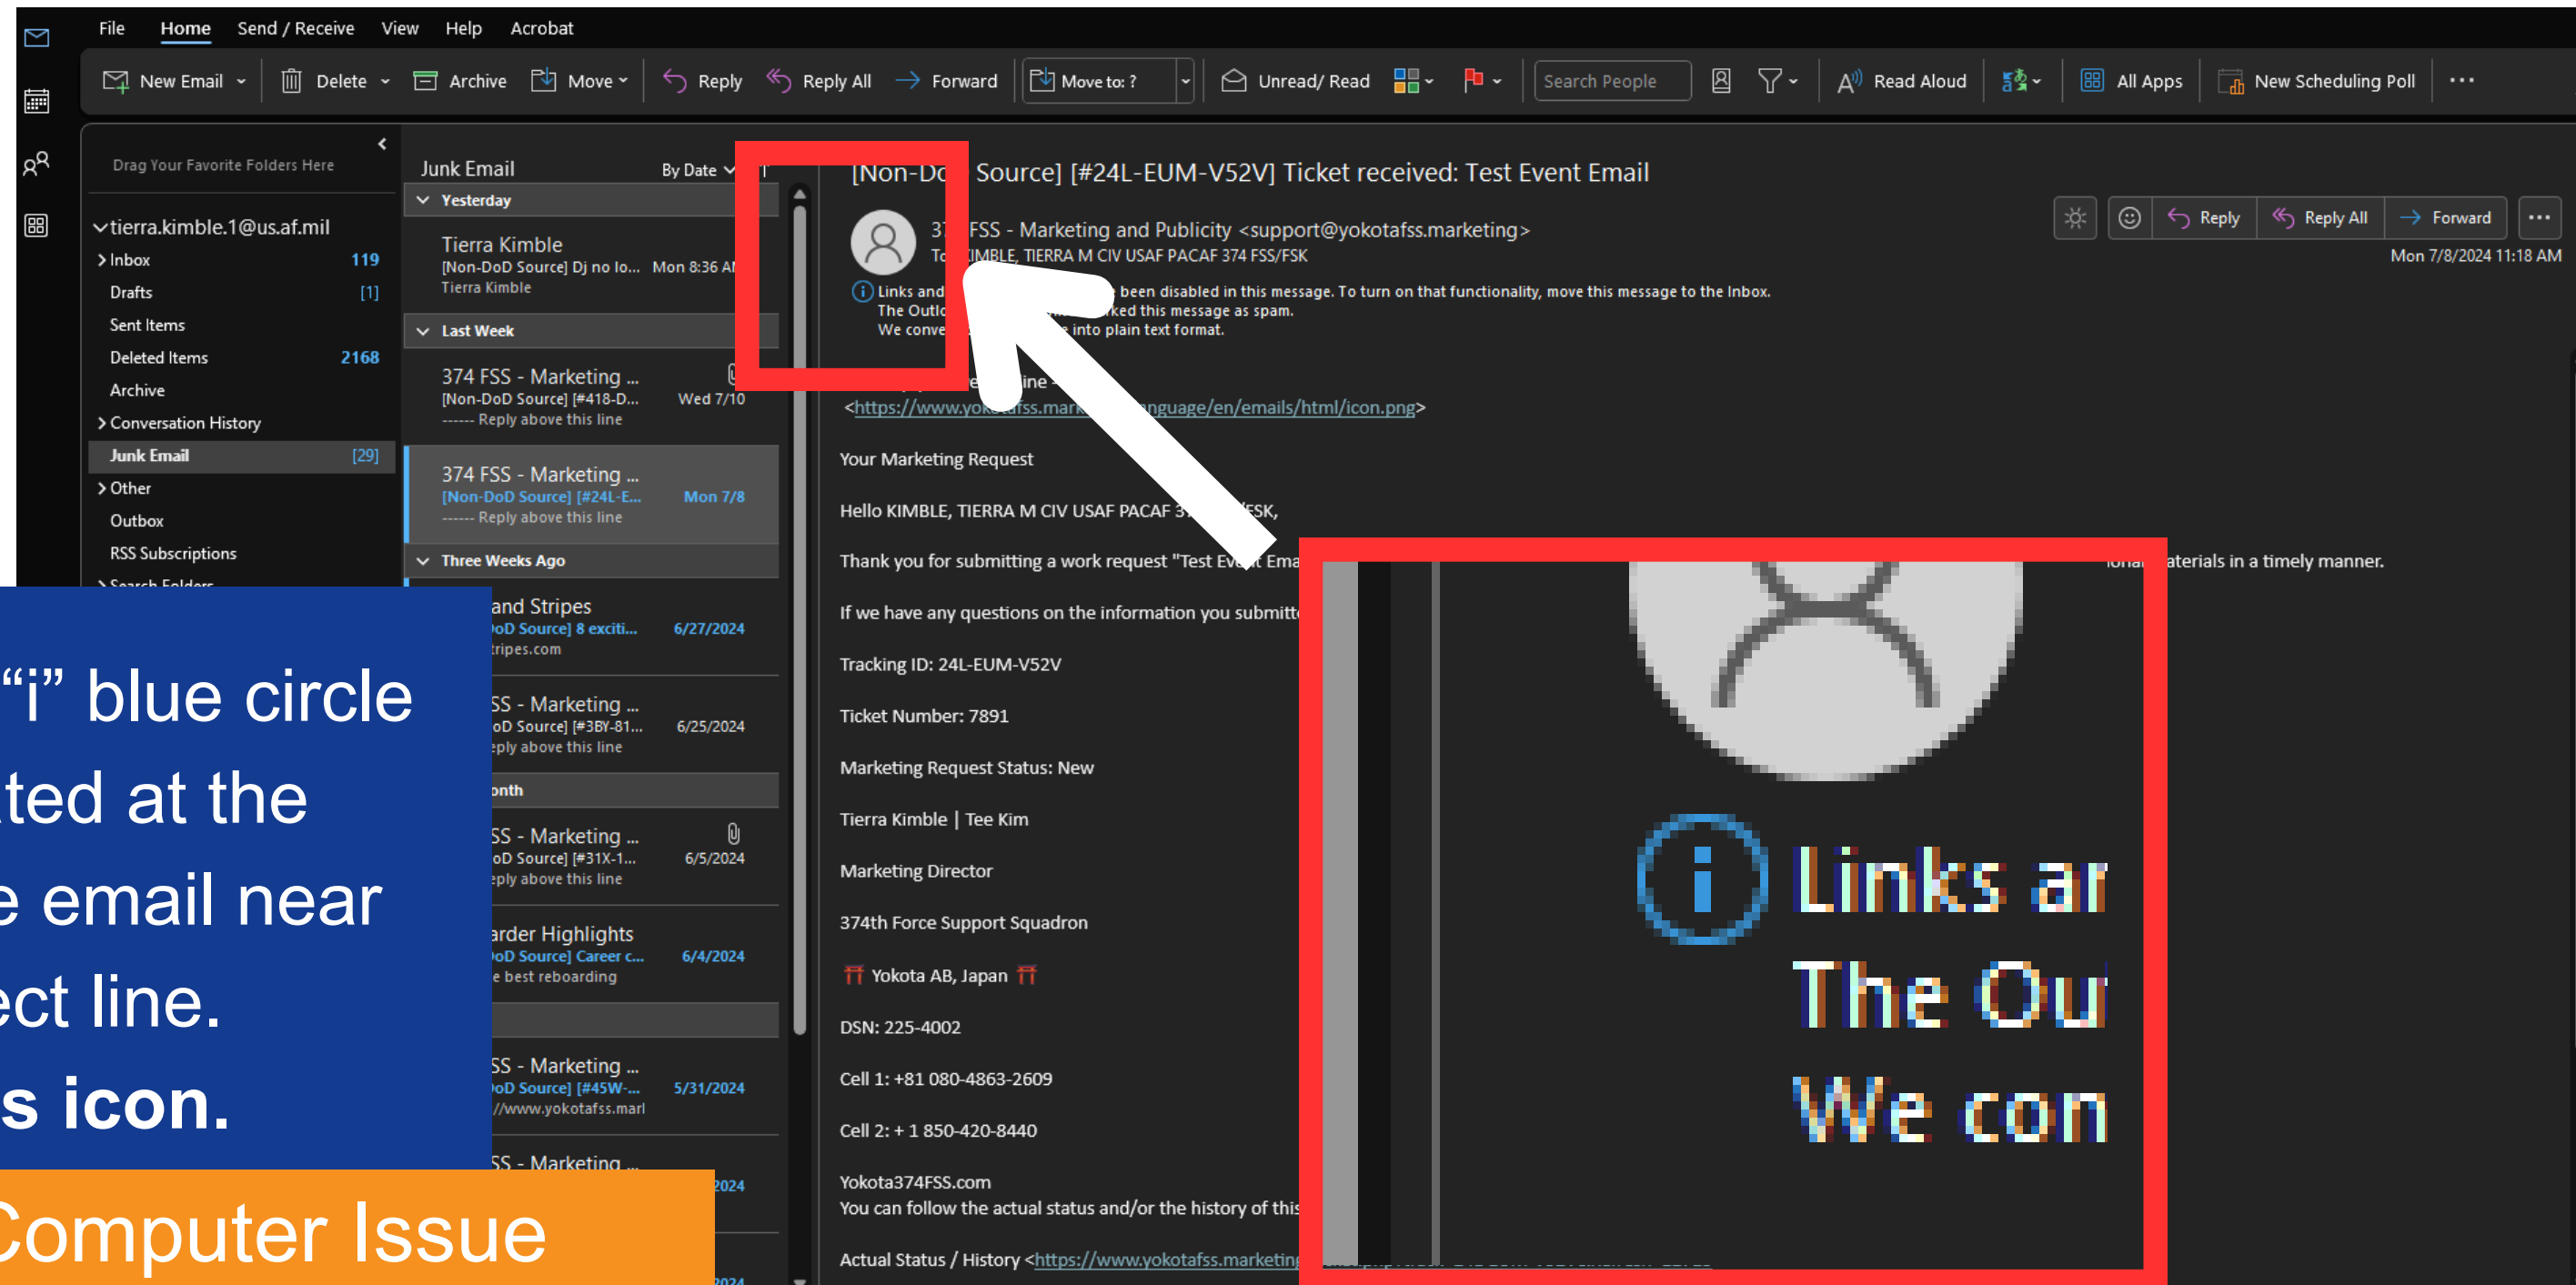 File Home Send / Receive View Help Acrobat
New Email Delete Archive Move Reply Reply All Forward Move to: ? Unread/ Read Search People Read Aloud All Apps New Scheduling Poll ...
Drag Your Favorite Folders Here
tierra.kimble.1@us.af.mil
Inbox 119
Drafts [1]
Sent Items
Deleted Items 2168
Archive
Conversation History
Junk Email [29]
Other
Outbox
RSS Subscriptions
Search Folders
Junk Email By Date
Yesterday
Tierra Kimble
[Non-DoD Source] Dj no lo... Mon 8:36
Tierra Kimble
Last Week
374 FSS - Marketing ...
[Non-DoD Source] [#418-D... Wed 7/10
------ Reply above this line
374 FSS - Marketing ...
[Non-DoD Source] [#24L-E... Mon 7/8
------ Reply above this line
Three Weeks Ago
and Stripes
Source] 8 exciti... 6/27/2024
tripes.com
SS - Marketing ...
Source] [#3BY-81... 6/25/2024
above this line
onth
SS - Marketing ...
Source] [#31X-1... 6/5/2024
above this line
arder Highlights
Source] Career c... 6/4/2024
best reboarding
SS - Marketing ...
Source] [#45W-... 5/31/2024
//www.yokotafss.marl
SS - Marketing ...
2024
2024
[Non-Do Source] [#24L-EUM-V52V] Ticket received: Test Event Email
FSS - Marketing and Publicity <support@yokotafss.marketing>
KIMBLE, TIERRA M CIV USAF PACAF 374 FSS/FSK
Reply Reply All Forward ...
Mon 7/8/2024 11:18 AM
Links and been disabled in this message. To turn on that functionality, move this message to the Inbox.
The Outlo rked this message as spam.
We conve into plain text format.
ine
<https://www.yokotafss.mark nguage/en/emails/html/icon.png>
Your Marketing Request
Hello KIMBLE, TIERRA M CIV USAF PACAF 3 FSK,
Thank you for submitting a work request "Test Event Ema aterials in a timely manner.
If we have any questions on the information you submitt
Tracking ID: 24L-EUM-V52V
Ticket Number: 7891
Marketing Request Status: New
Tierra Kimble | Tee Kim
Marketing Director
374th Force Support Squadron
⛩️ Yokota AB, Japan ⛩️
DSN: 225-4002
Cell 1: +81 080-4863-2609
Cell 2: + 1 850-420-8440
Yokota374FSS.com
You can follow the actual status and/or the history of this
Actual Status / History <https://www.yokotafss.marketing
i
Links ar
The Ou
We con
“i” blue circle
ted at the
e email near
ect line.
s icon.
Computer Issue